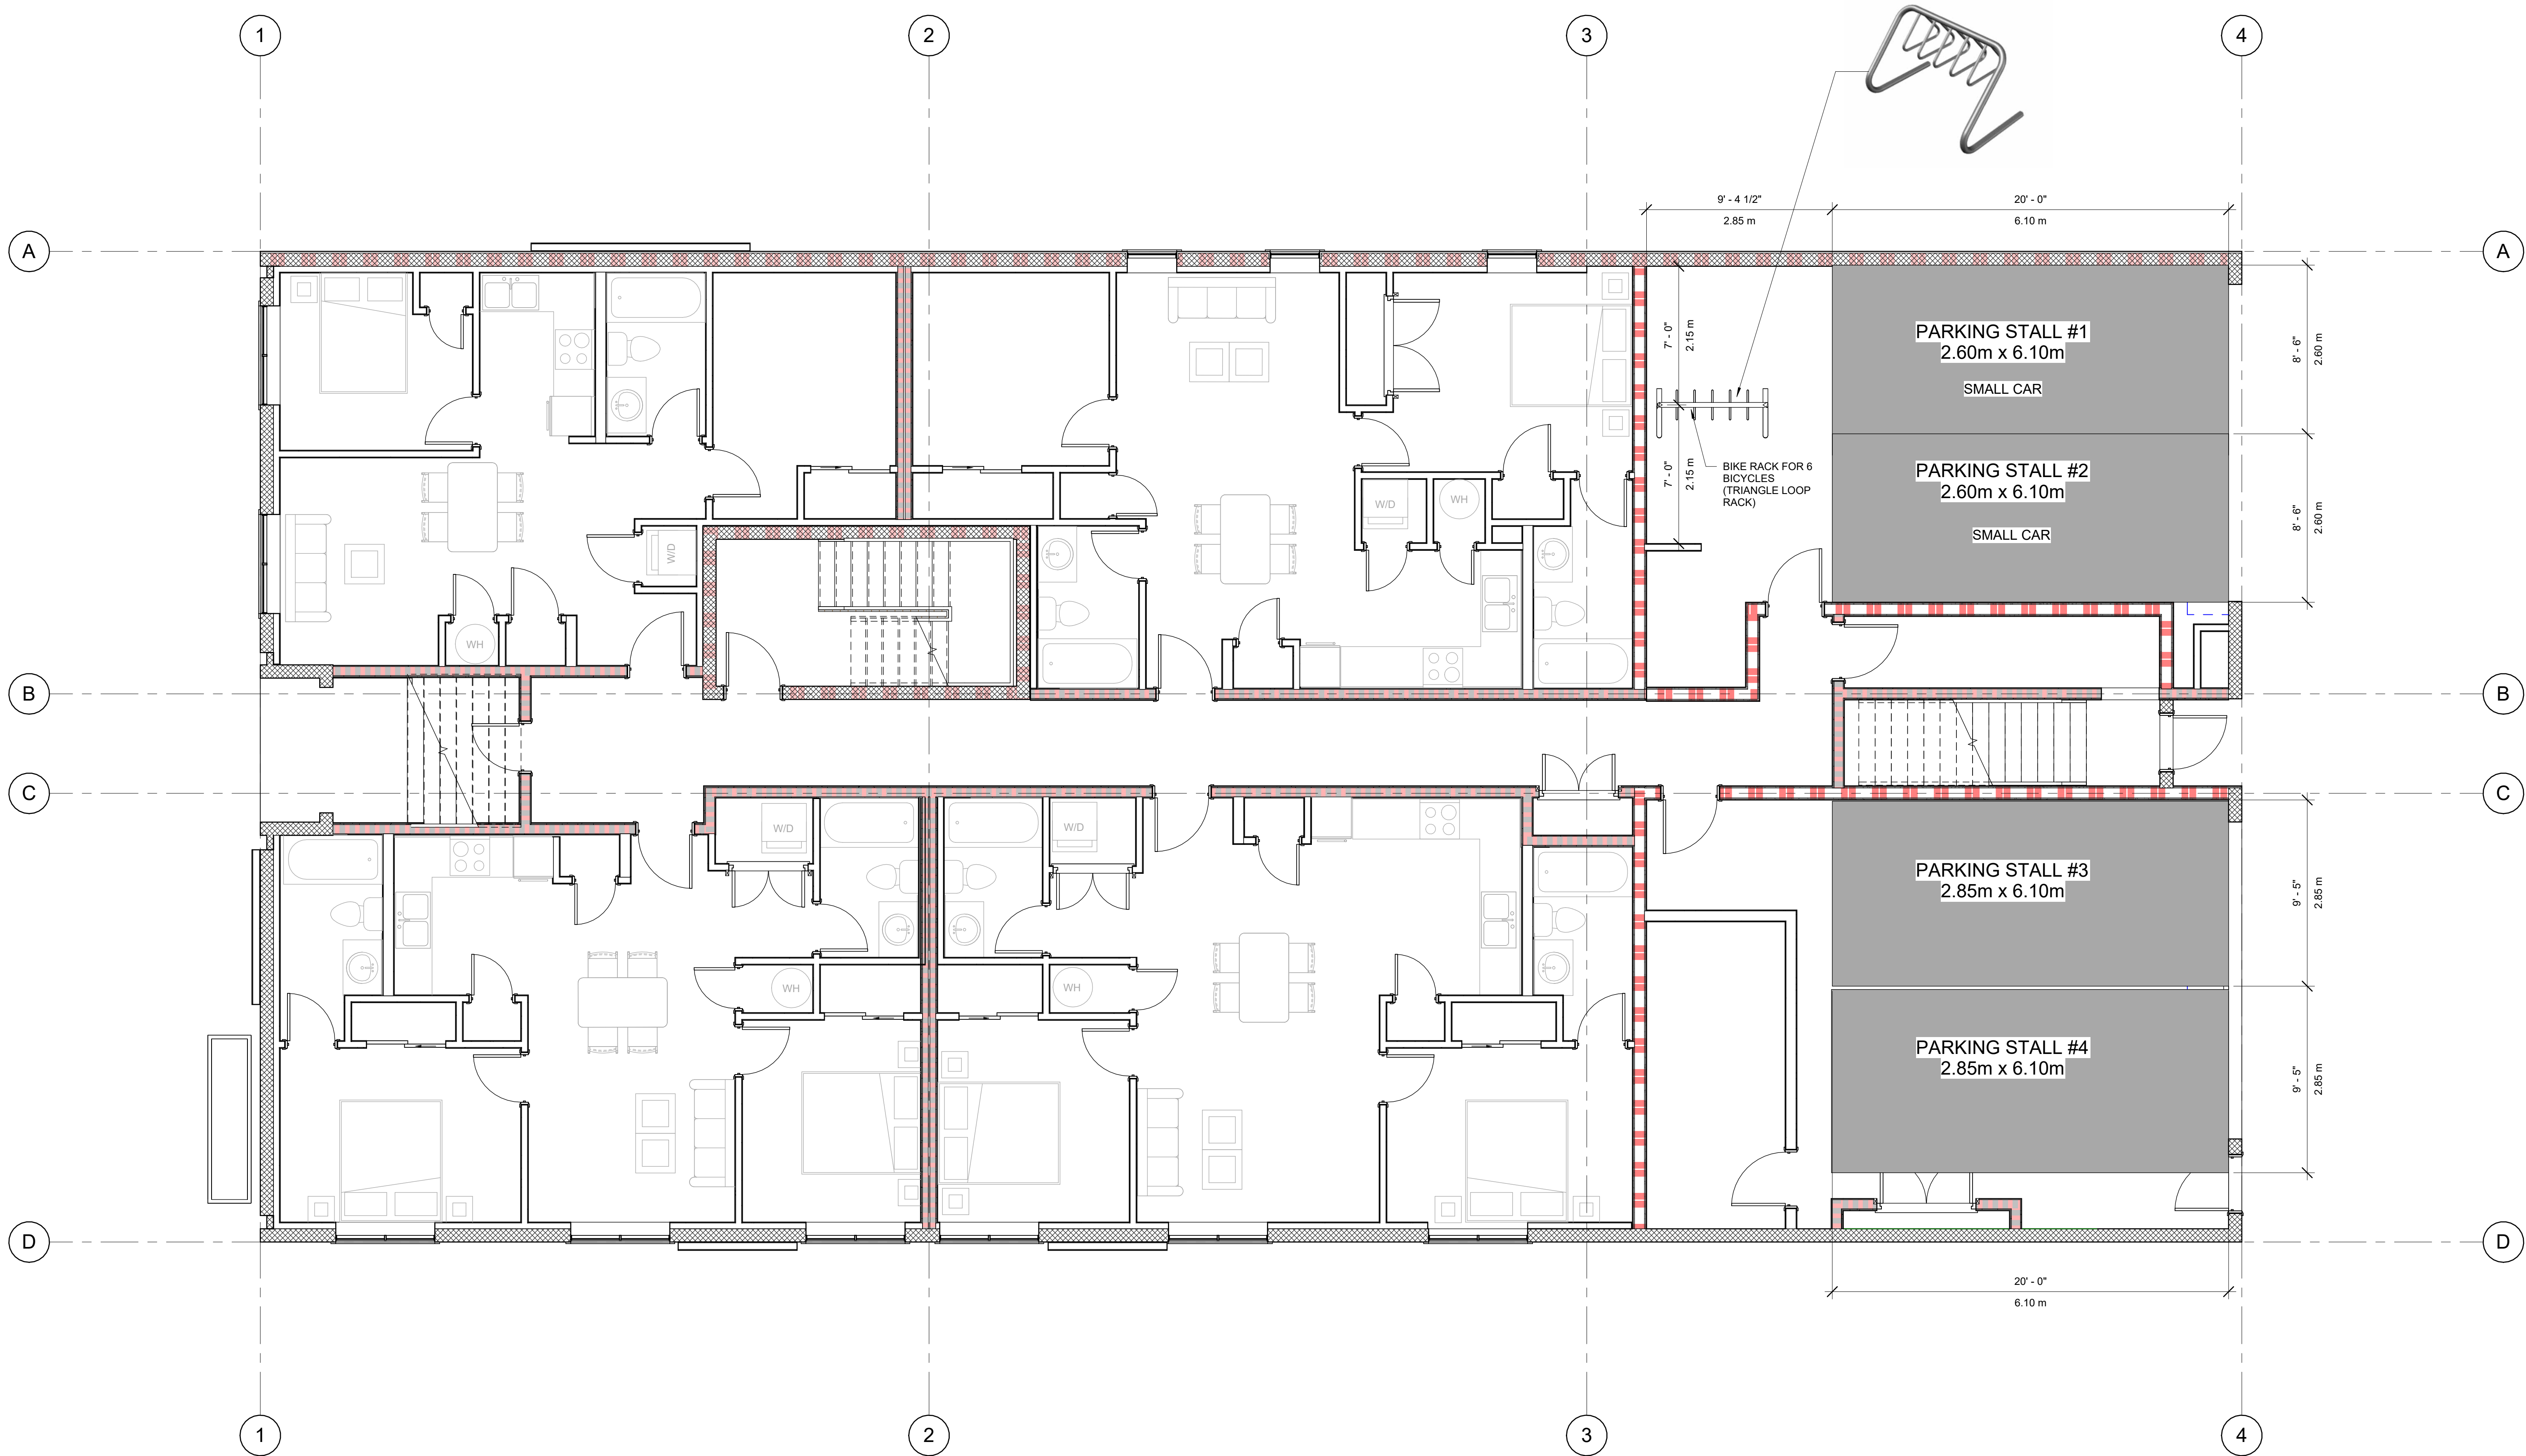 1
2
3
4
9' - 4 1/2"
2.85 m
20' - 0"
6.10 m
A
A
PARKING STALL #1
2.60m x 6.10m
SMALL CAR
7' - 0"
2.15 m
8' - 6"
2.60 m
PARKING STALL #2
2.60m x 6.10m
SMALL CAR
7' - 0"
2.15 m
8' - 6"
2.60 m
BIKE RACK FOR 6
BICYCLES
(TRIANGLE LOOP
RACK)
W/D
WH
W/D
WH
B
B
C
C
W/D
W/D
PARKING STALL #3
2.85m x 6.10m
9' - 5"
2.85 m
WH
WH
PARKING STALL #4
2.85m x 6.10m
9' - 5"
2.85 m
D
D
20' - 0"
6.10 m
1
2
3
4